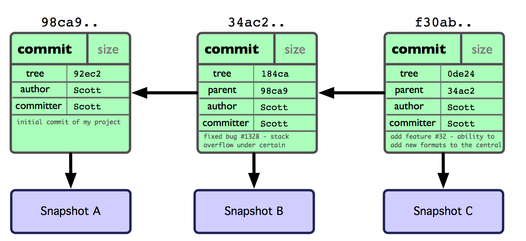 98ca9..
commit size
tree 92ec2
author Scott
committer Scott
initial commit of my project
Snapshot A
34ac2..
commit size
tree 184ca
parent 98ca9
author Scott
committer Scott
fixed bug #1328 - stack
overflow under certain
Snapshot B
f30ab..
commit size
tree 0de24
parent 34ac2
author Scott
committer Scott
add feature #32 - ability to
add new formats to the central
Snapshot C